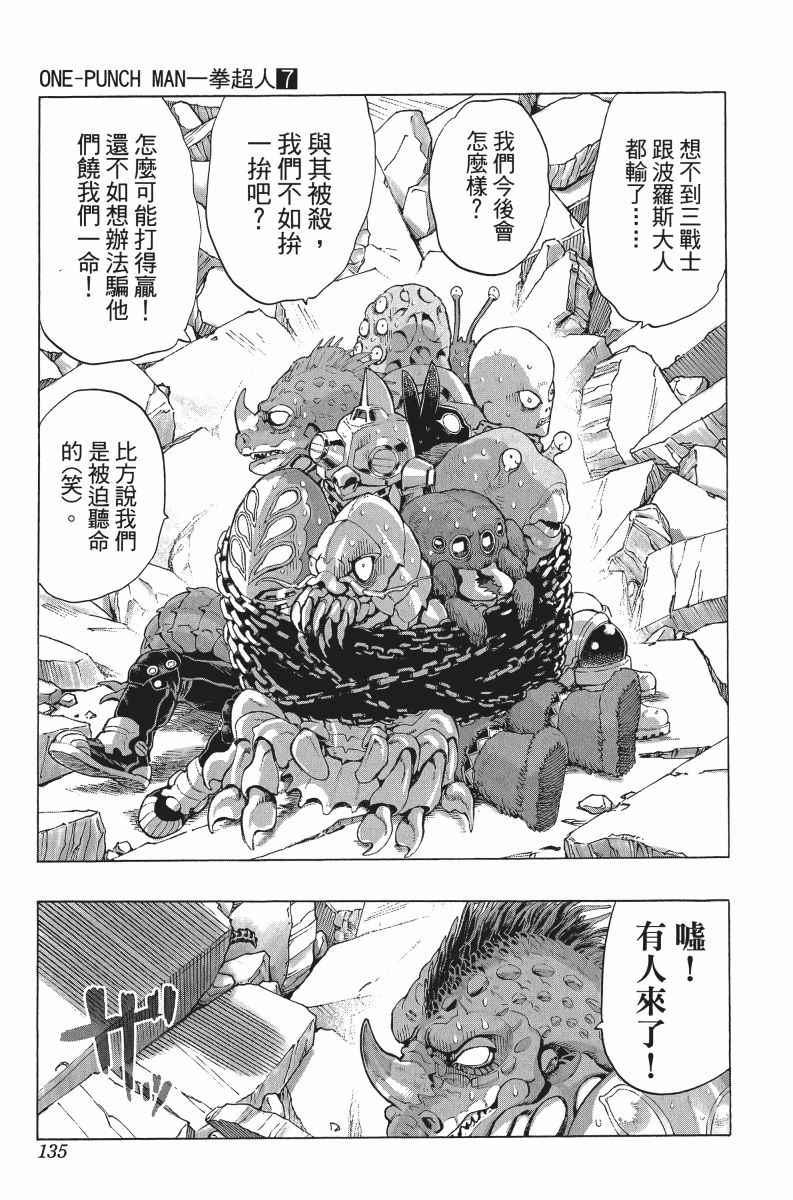 ONE-PUNCH MAN一拳超人7
想不到三戰士
跟波羅斯大人
都輸了……
我們今後會
怎麼樣？
與其被殺，
我們不如拚
一拚吧？
怎麼可能打得贏！
還不如想辦法騙他
們饒我們一命！
比方說我們
是被迫聽命
的（笑）。
噓！
有人來了！
ザッ
135